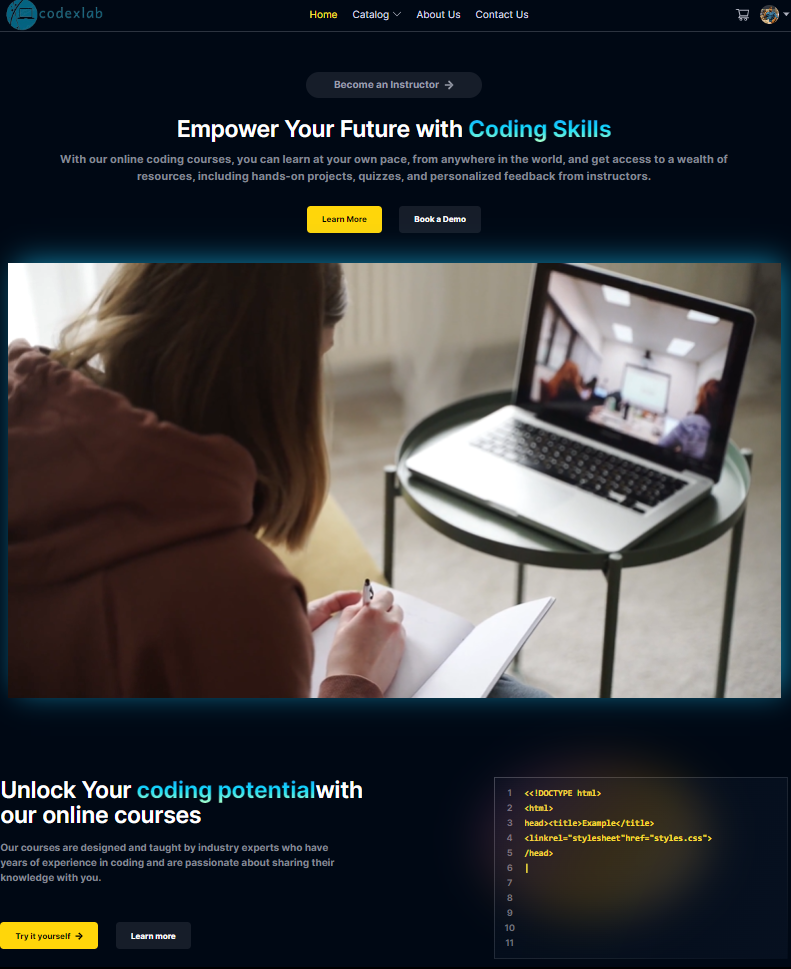 codexlab
Home Catalog About Us Contact Us
Become an Instructor
Empower Your Future with Coding Skills
With our online coding courses, you can learn at your own pace, from anywhere in the world, and get access to a wealth of
resources, including hands-on projects, quizzes, and personalized feedback from instructors.
Learn More Book a Demo
Unlock Your coding potentialwith
our online courses
Our courses are designed and taught by industry experts who have
years of experience in coding and are passionate about sharing their
knowledge with you.
Try it yourself Learn more
1 <<!DOCTYPE html>
2 <html>
3 head><title>Example</title>
4 <linkrel="stylesheet"href="styles.css">
5 /head>
6 |
7
8
9
10
11